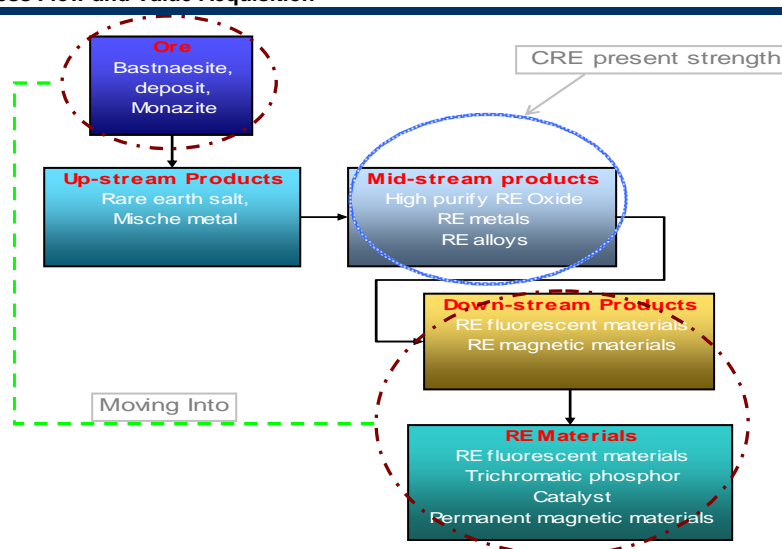 Flow and Value Acquisition
CRE present strength
Ore
Bastnaesite,
deposit,
Monazite
Up-stream Products
Rare earth salt,
Mische metal
Mid-stream products
High purify RE Oxide
RE metals
RE alloys
Down-stream Products
RE fluorescent materials
RE magnetic materials
Moving Into
RE Materials
RE fluorescent materials
Trichromatic phosphor
Catalyst
Permanent magnetic materials